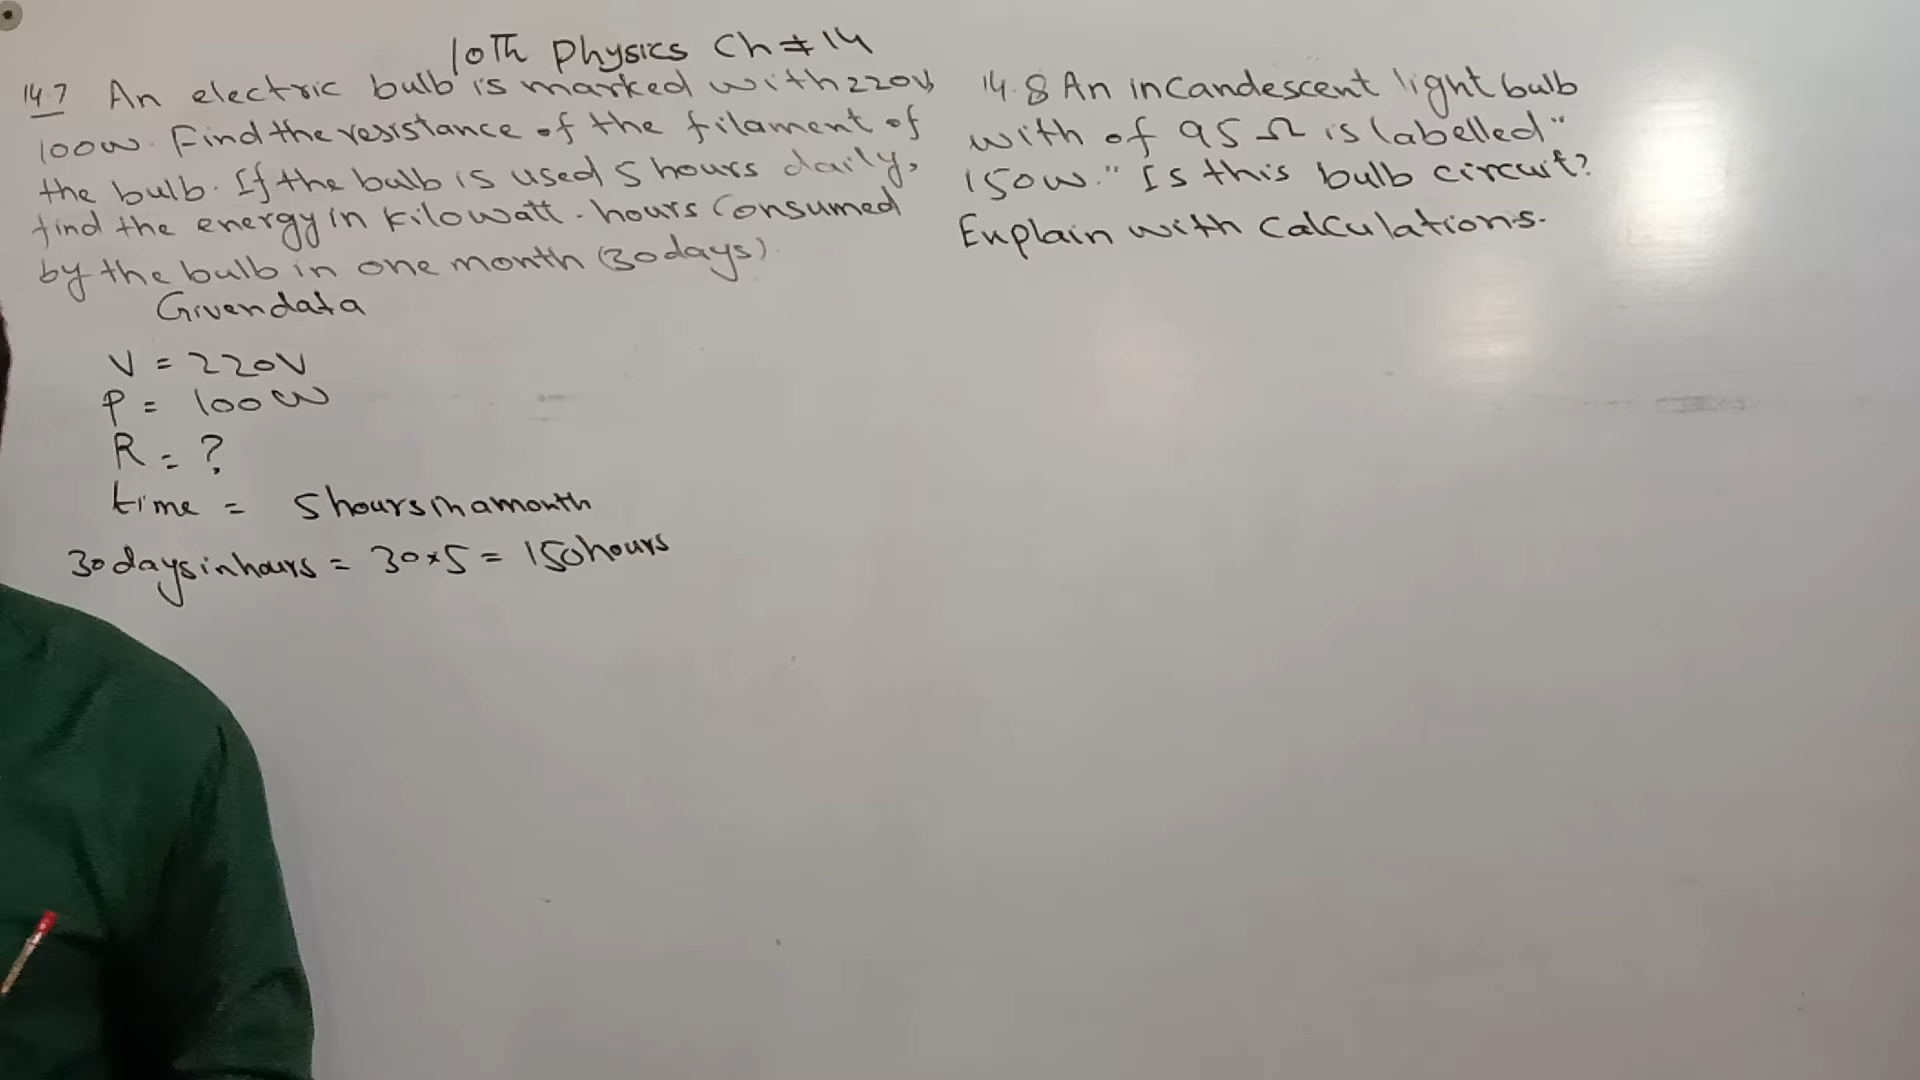 10Th Physics Ch # 14
14.7 An electric bulb is marked with 220V,
100w. Find the resistance of the filament of
the bulb. If the bulb is used 5 hours daily,
find the energy in kilowatt-hours consumed
by the bulb in one month (30 days).
Given data
V = 220V
P = 100W
R = ?
time = 5 hours in a month
30 days in hours = 30×5 = 150 hours
14.8 An incandescent light bulb
with of 95 Ω is labelled "
150w." Is this bulb circuit?
Explain with calculations.